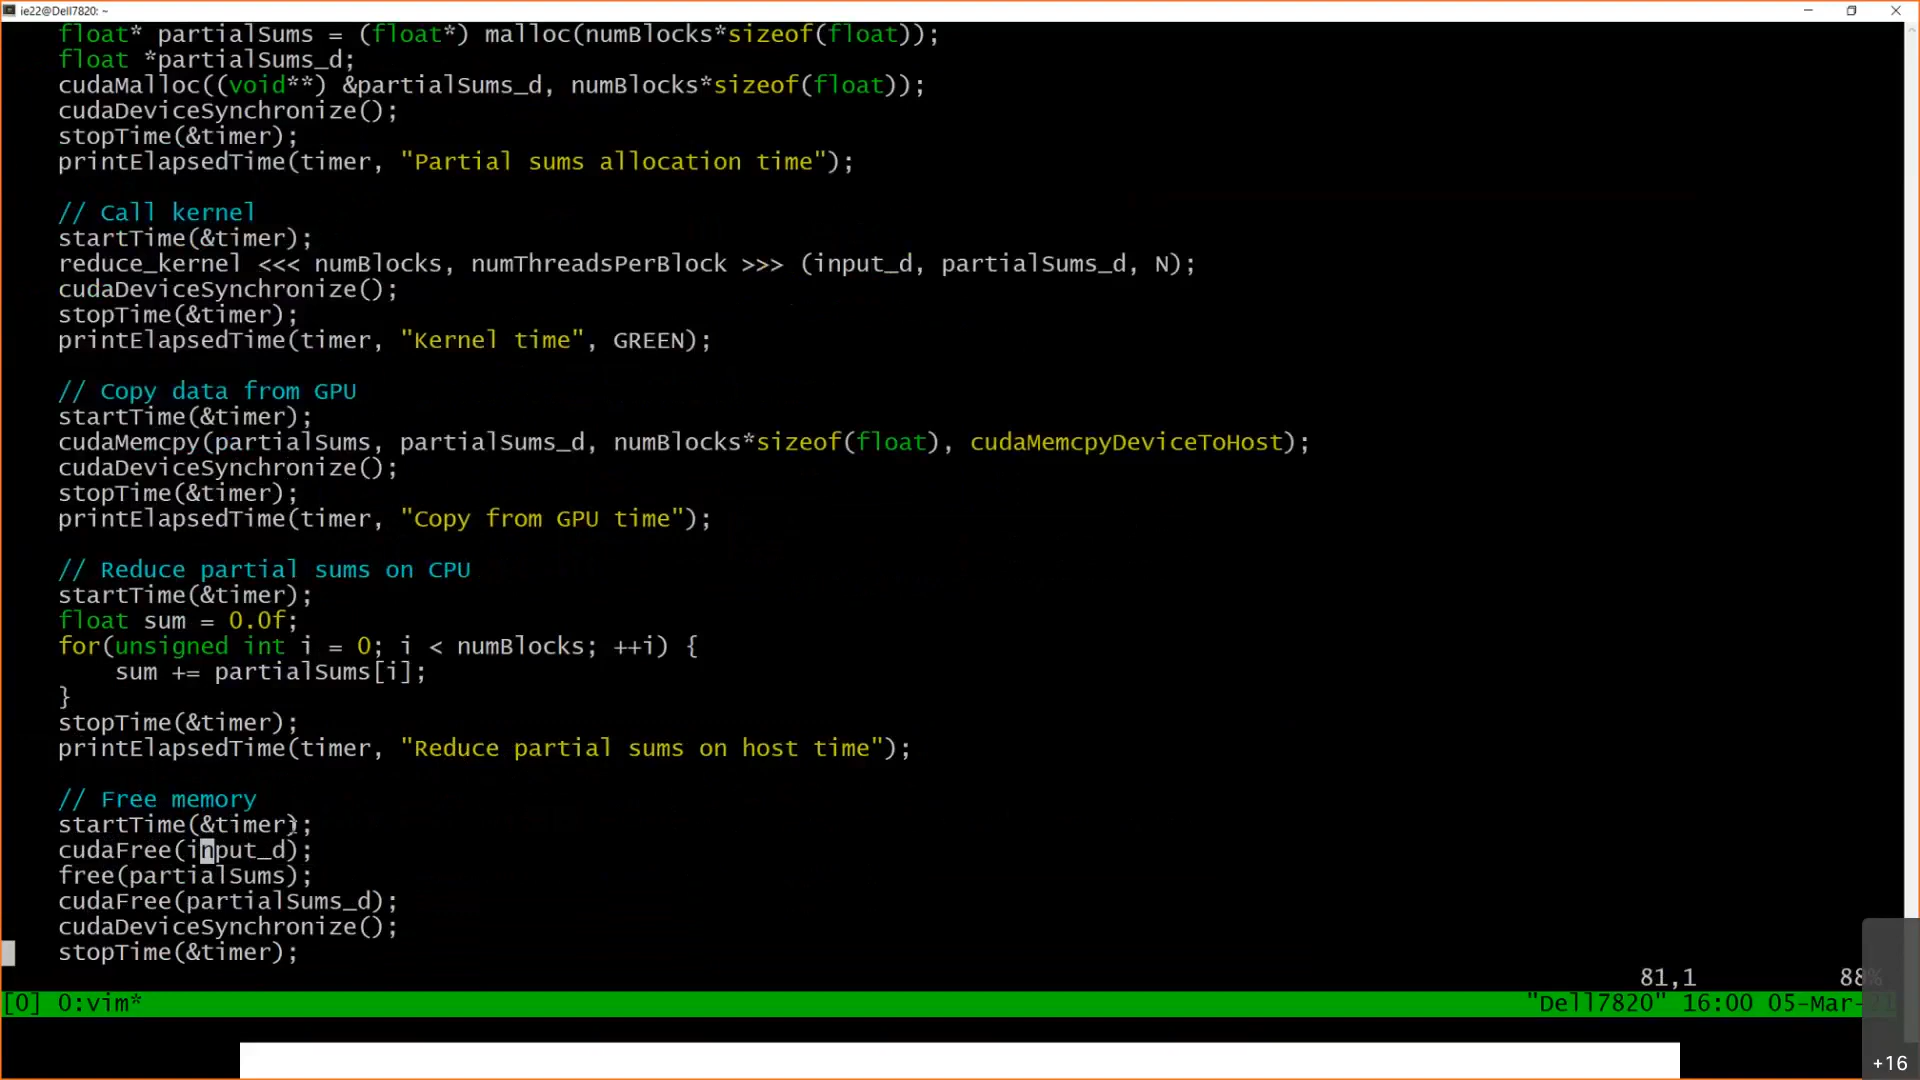 ie22@Dell7820: ~
float* partialSums = (float*) malloc(numBlocks*sizeof(float));
float *partialSums_d;
cudaMalloc((void**) &partialSums_d, numBlocks*sizeof(float));
cudaDeviceSynchronize();
stopTime(&timer);
printElapsedTime(timer, "Partial sums allocation time");
// Call kernel
startTime(&timer);
reduce_kernel <<< numBlocks, numThreadsPerBlock >>> (input_d, partialSums_d, N);
cudaDeviceSynchronize();
stopTime(&timer);
printElapsedTime(timer, "Kernel time", GREEN);
// Copy data from GPU
startTime(&timer);
cudaMemcpy(partialSums, partialSums_d, numBlocks*sizeof(float), cudaMemcpyDeviceToHost);
cudaDeviceSynchronize();
stopTime(&timer);
printElapsedTime(timer, "Copy from GPU time");
// Reduce partial sums on CPU
startTime(&timer);
float sum = 0.0f;
for(unsigned int i = 0; i < numBlocks; ++i) {
sum += partialSums[i];
}
stopTime(&timer);
printElapsedTime(timer, "Reduce partial sums on host time");
// Free memory
startTime(&timer);
cudaFree(input_d);
free(partialSums);
cudaFree(partialSums_d);
cudaDeviceSynchronize();
stopTime(&timer);
81,1 88%
[0] 0:vim* "Dell7820" 16:00 05-Mar-
+16